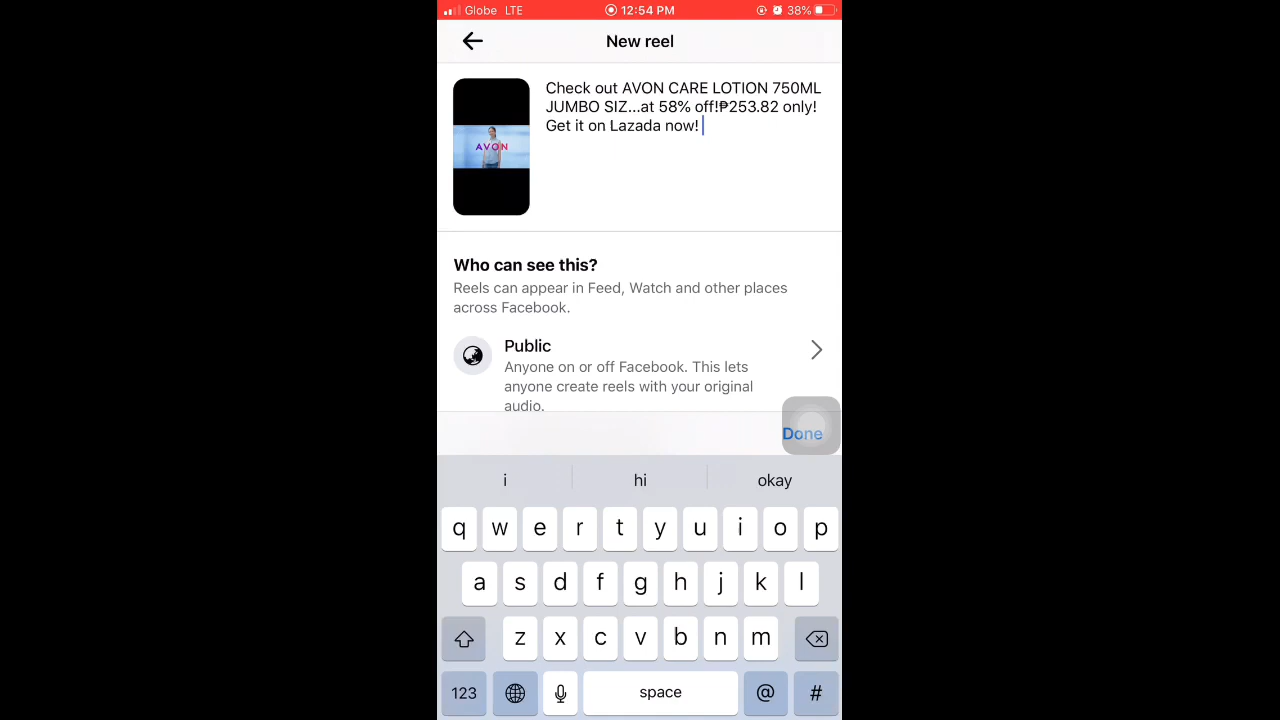 Globe LTE 12:54 PM 38%
New reel
AVON
Check out AVON CARE LOTION 750ML
JUMBO SIZ...at 58% off!₱253.82 only!
Get it on Lazada now!
Who can see this?
Reels can appear in Feed, Watch and other places
across Facebook.
Public
Anyone on or off Facebook. This lets
anyone create reels with your original
audio.
Done
i hi okay
q w e r t y u i o p
a s d f g h j k l
z x c v b n m
123 space @ #